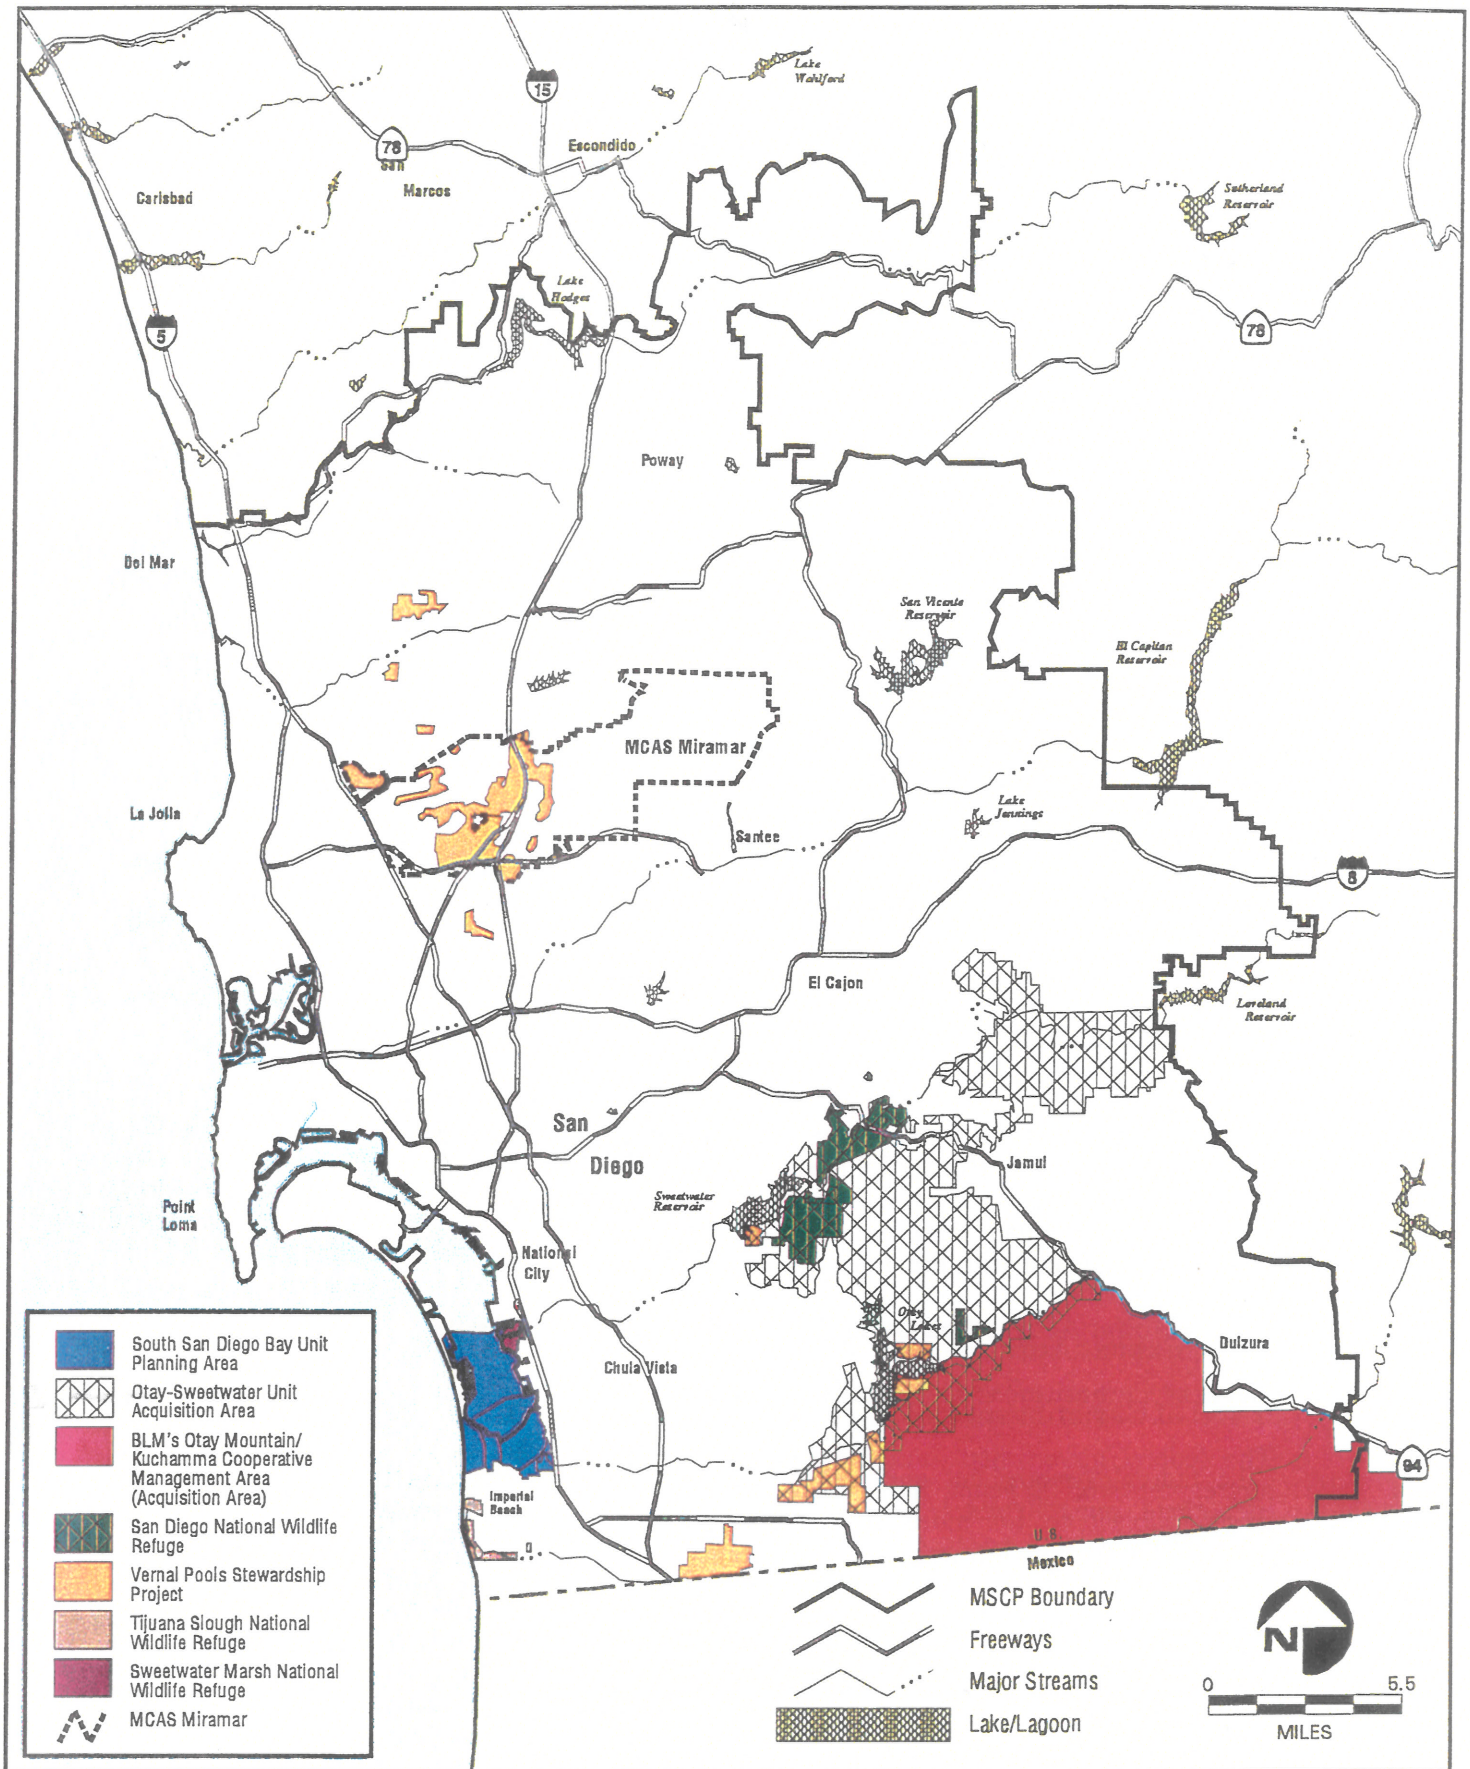 Lake
Wohlford
15
78
San
Marcos
Escondido
Carlsbad
Sutherland
Reservoir
Lake
Hodges
5
78
Poway
Del Mar
San Vicente
Reservoir
El Capitan
Reservoir
MCAS Miramar
La Jolla
Lake
Jennings
Santee
8
El Cajon
Loveland
Reservoir
San
Diego
Jamul
Point
Loma
Sweetwater
Reservoir
National
City
Otay
Lakes
Chula Vista
Dulzura
94
Imperial
Beach
U.S.
Mexico
South San Diego Bay Unit
Planning Area
Otay-Sweetwater Unit
Acquisition Area
BLM's Otay Mountain/
Kuchamma Cooperative
Management Area
(Acquisition Area)
San Diego National Wildlife
Refuge
Vernal Pools Stewardship
Project
Tijuana Slough National
Wildlife Refuge
Sweetwater Marsh National
Wildlife Refuge
MCAS Miramar
MSCP Boundary
Freeways
Major Streams
Lake/Lagoon
N
0 5.5
MILES